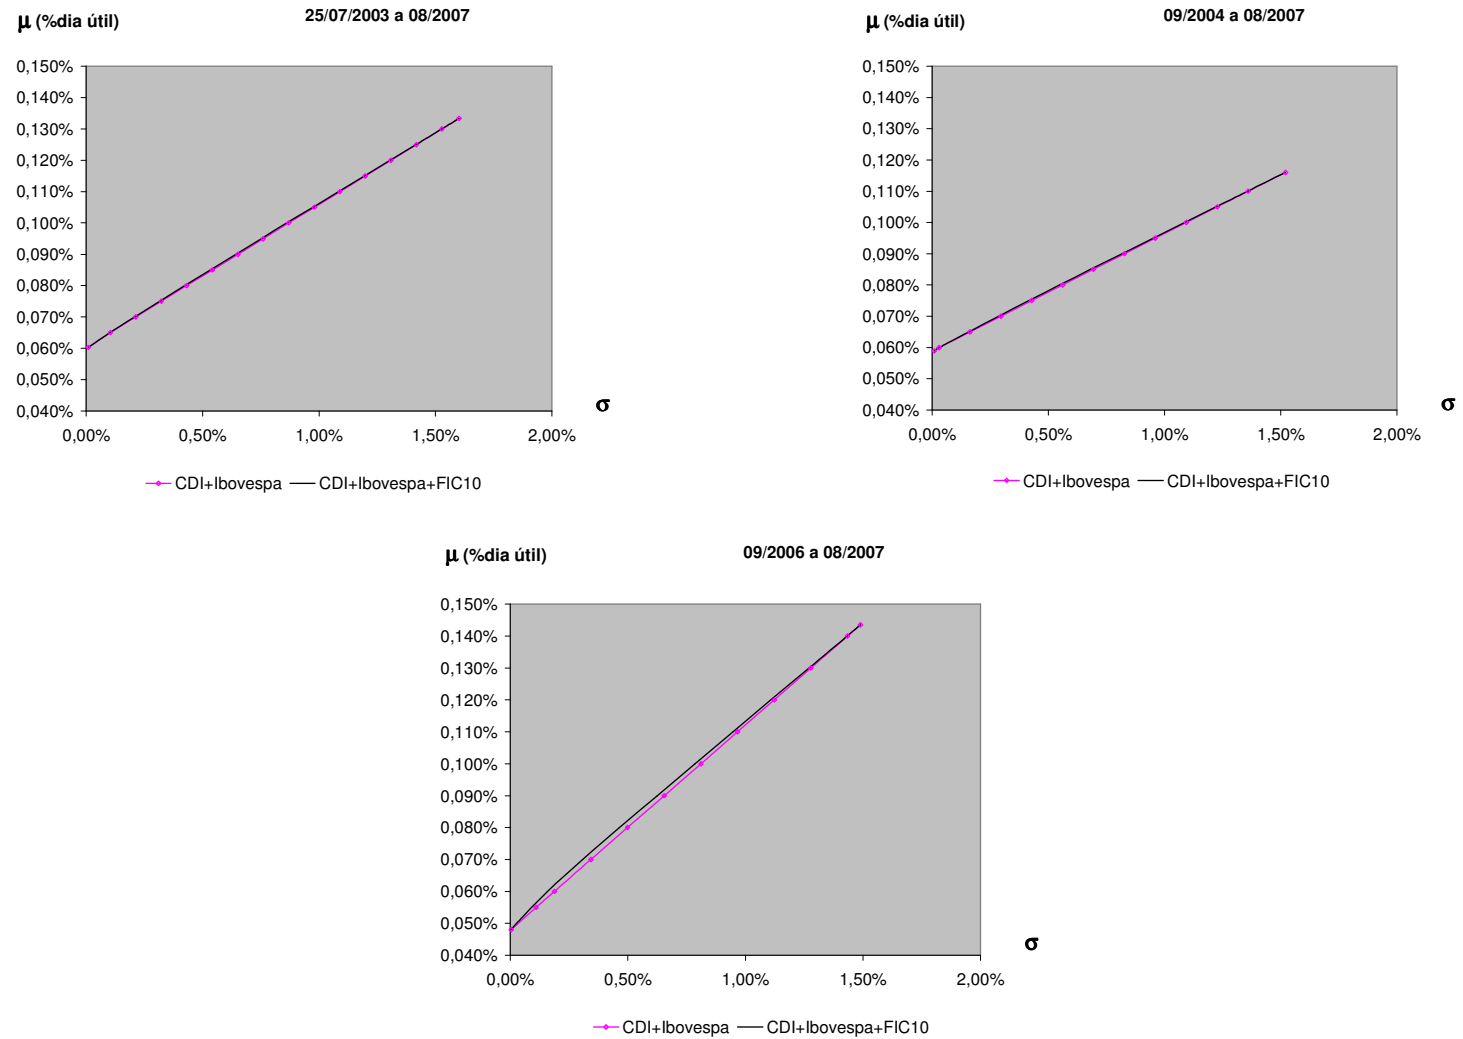 μ (%dia útil)
25/07/2003 a 08/2007
0,150%
0,140%
0,130%
0,120%
0,110%
0,100%
0,090%
0,080%
0,070%
0,060%
0,050%
0,040%
0,00% 0,50% 1,00% 1,50% 2,00%
σ
CDI+Ibovespa CDI+Ibovespa+FIC10
μ (%dia útil)
09/2004 a 08/2007
0,150%
0,140%
0,130%
0,120%
0,110%
0,100%
0,090%
0,080%
0,070%
0,060%
0,050%
0,040%
0,00% 0,50% 1,00% 1,50% 2,00%
σ
CDI+Ibovespa CDI+Ibovespa+FIC10
μ (%dia útil)
09/2006 a 08/2007
0,150%
0,140%
0,130%
0,120%
0,110%
0,100%
0,090%
0,080%
0,070%
0,060%
0,050%
0,040%
0,00% 0,50% 1,00% 1,50% 2,00%
σ
CDI+Ibovespa CDI+Ibovespa+FIC10